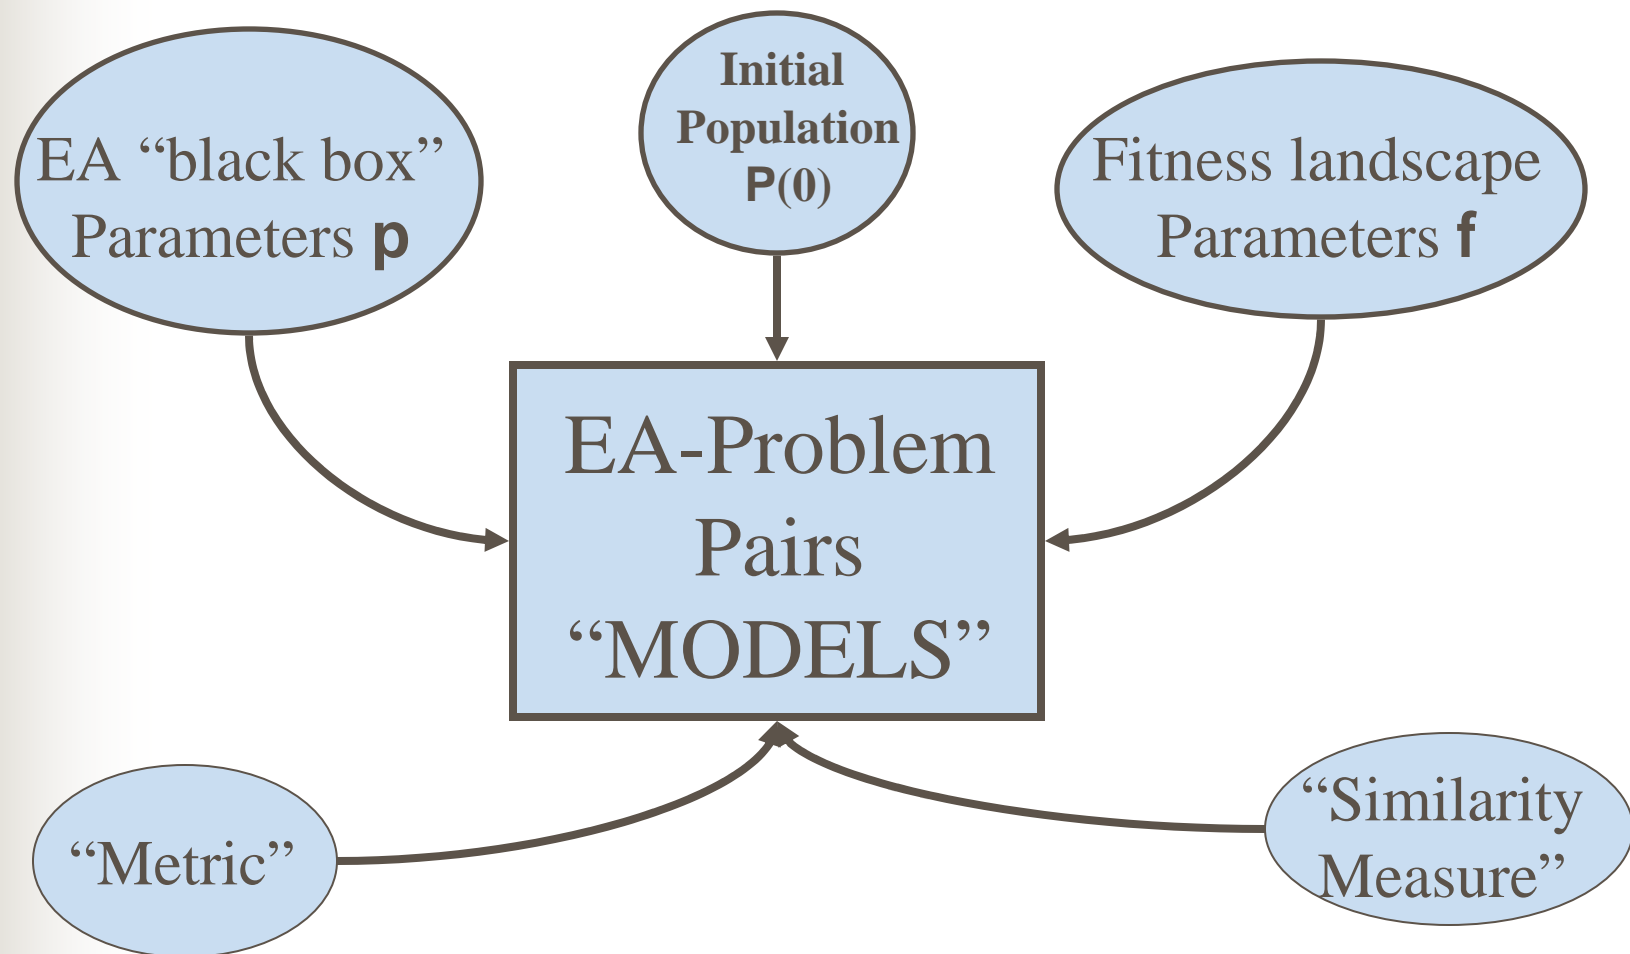 EA “black box”
Parameters p
Initial
Population
P(0)
Fitness landscape
Parameters f
EA-Problem
Pairs
“MODELS”
“Metric”
“Similarity
Measure”